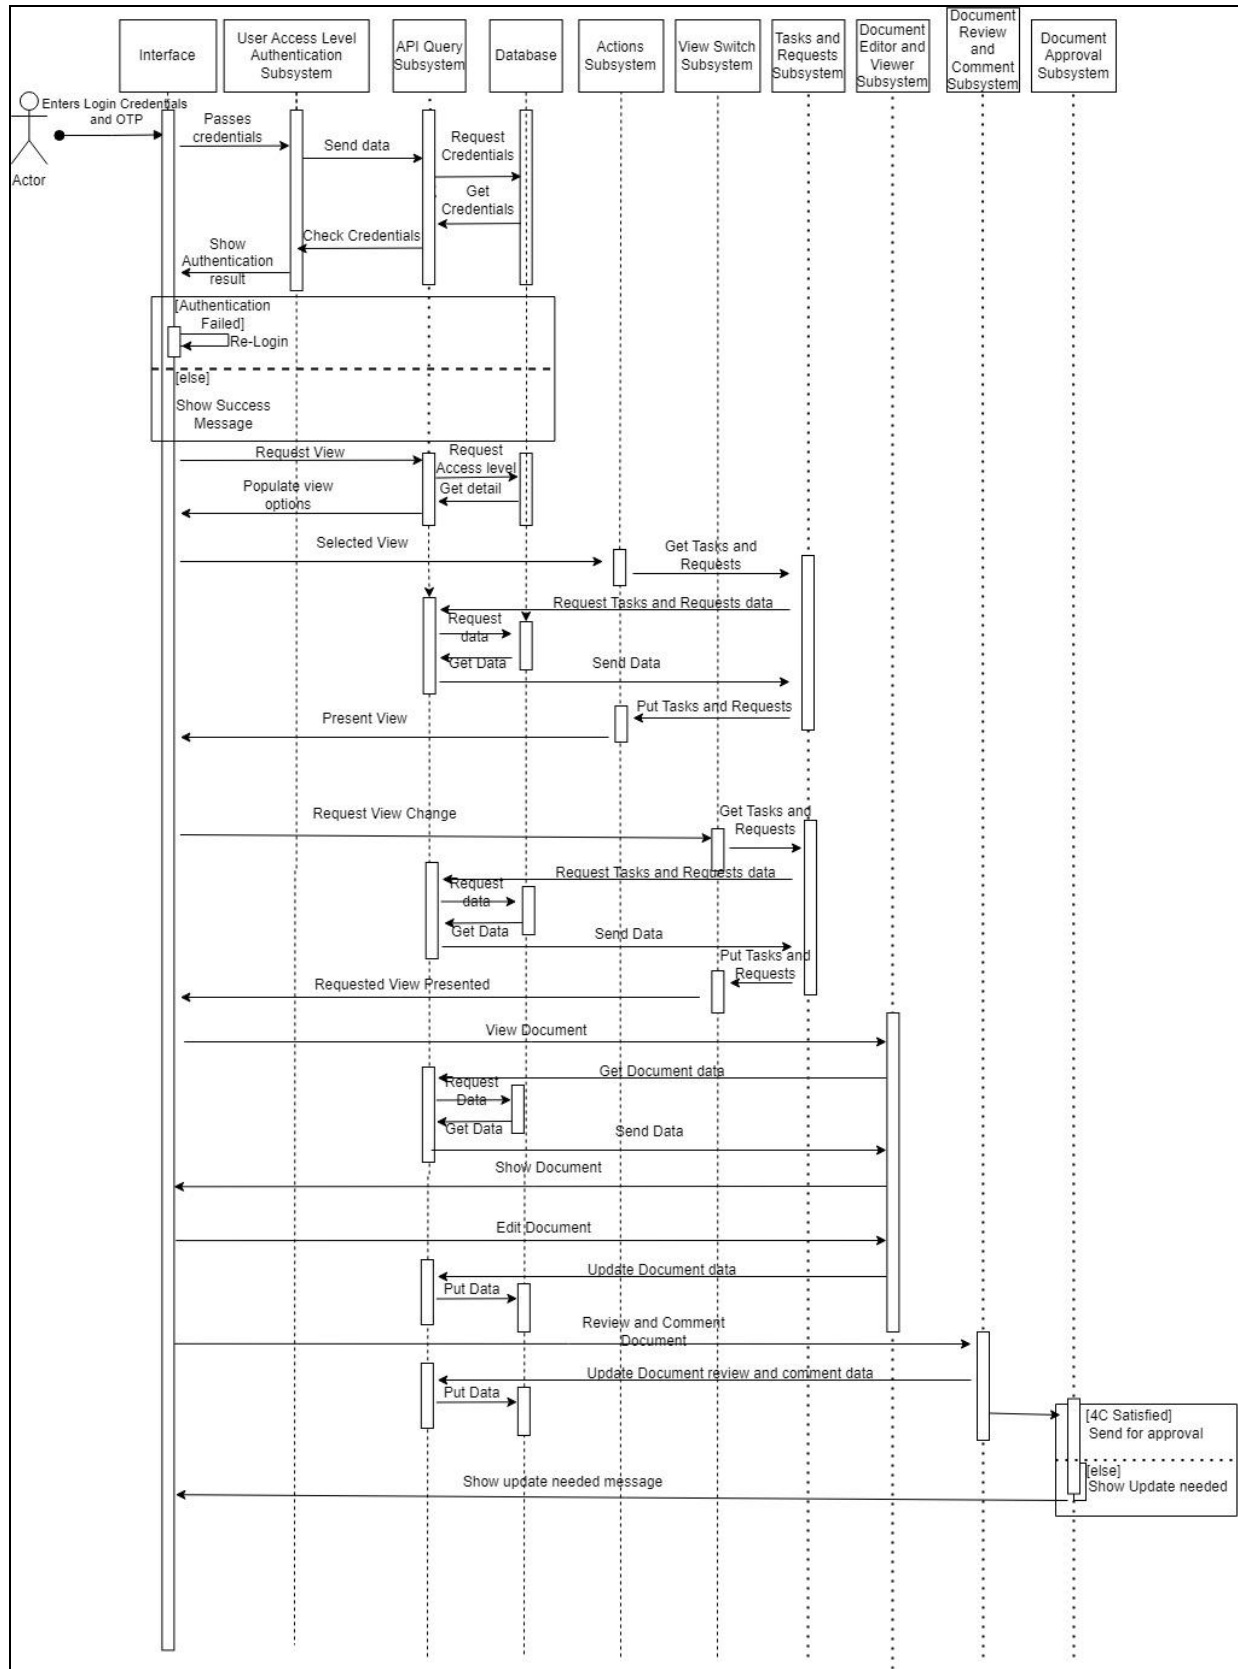 Interface
User Access Level
Authentication
Subsystem
API Query
Subsystem
Database
Actions
Subsystem
View Switch
Subsystem
Tasks and
Requests
Subsystem
Document
Editor and
Viewer
Subsystem
Document
Review
and
Comment
Subsystem
Document
Approval
Subsystem
Enters Login Credentials
and OTP
Actor
Passes
credentials
Send data
Request
Credentials
Get
Credentials
Check Credentials
Show
Authentication
result
[Authentication
Failed]
Re-Login
[else]
Show Success
Message
Request View
Request
Access level
Get detail
Populate view
options
Selected View
Get Tasks and
Requests
Request Tasks and Requests data
Request
data
Get Data
Send Data
Put Tasks and Requests
Present View
Request View Change
Get Tasks and
Requests
Request Tasks and Requests data
Request
data
Get Data
Send Data
Put Tasks and
Requests
Requested View Presented
View Document
Get Document data
Request
Data
Get Data
Send Data
Show Document
Edit Document
Update Document data
Put Data
Review and Comment
Document
Update Document review and comment data
Put Data
[4C Satisfied]
Send for approval
[else]
Show Update needed
Show update needed message